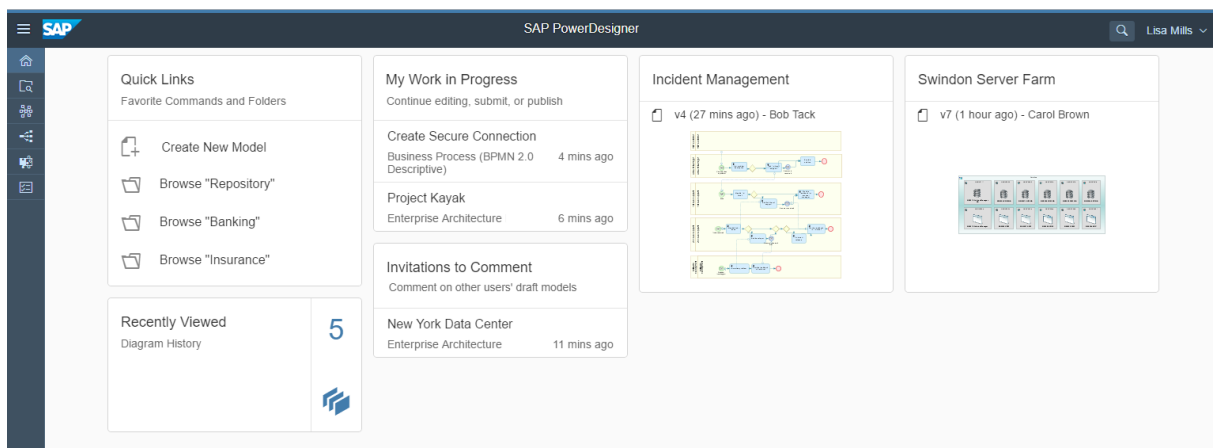 SAP
SAP PowerDesigner
Lisa Mills
Quick Links
Favorite Commands and Folders
Create New Model
Browse "Repository"
Browse "Banking"
Browse "Insurance"
Recently Viewed
Diagram History
5
My Work in Progress
Continue editing, submit, or publish
Create Secure Connection
Business Process (BPMN 2.0
Descriptive)
4 mins ago
Project Kayak
Enterprise Architecture
6 mins ago
Invitations to Comment
Comment on other users' draft models
New York Data Center
Enterprise Architecture
11 mins ago
Incident Management
v4 (27 mins ago) - Bob Tack
Swindon Server Farm
v7 (1 hour ago) - Carol Brown